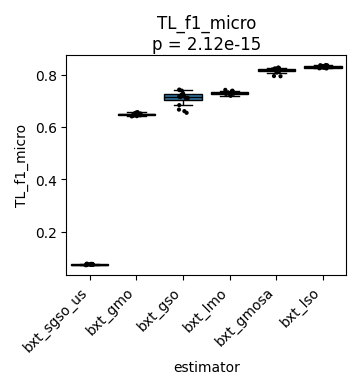 TL_f1_micro
p = 2.12e-15
TL_f1_micro
0.8
0.6
0.4
0.2
bxt_sgso_us
bxt_gmo
bxt_gso
bxt_lmo
bxt_gmosa
bxt_lso
estimator